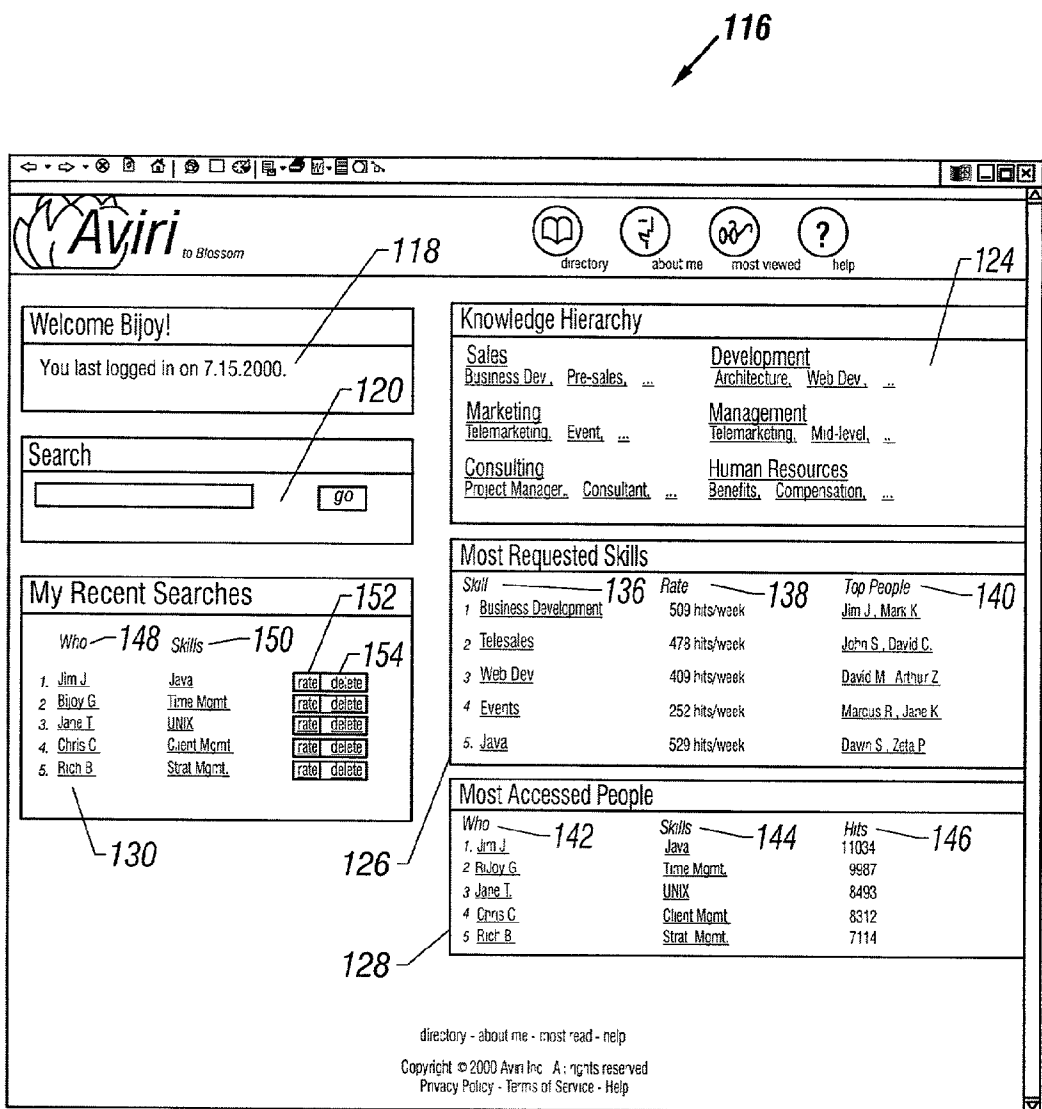 116
Aviri to Blossom
directory about me most viewed help
118
124
Welcome Bijoy!
You last logged in on 7.15.2000.
120
Search
go
My Recent Searches
152
Who 148 Skills 150
154
1. Jim J Java rate delete
2 Bijoy G Time Mgmt rate delete
3. Jane T UNIX rate delete
4. Chris C Client Mgmt rate delete
5. Rich B Strat Mgmt. rate delete
130
Knowledge Hierarchy
Sales
Business Dev, Pre-sales, ...
Development
Architecture, Web Dev, ...
Marketing
Telemarketing, Event, ...
Management
Telemarketing, Mid-level, ...
Consulting
Project Manager, Consultant, ...
Human Resources
Benefits, Compensation, ...
Most Requested Skills
Skill 136 Rate 138 Top People 140
1 Business Development 509 hits/week Jim J, Mark K
2 Telesales 478 hits/week John S, David C.
3 Web Dev 409 hits/week David M Arthur Z
4 Events 252 hits/week Marcus R, Jane K
5. Java 529 hits/week Dawn S, Zeta P
126
Most Accessed People
Who 142 Skills 144 Hits 146
1. Jim J Java 11034
2 BiJoy G Time Mgmt. 9987
3 Jane T. UNIX 8493
4 Chris C Client Mgmt 8312
5 Rich B Strat Mgmt. 7114
128
directory - about me - most read - help
Copyright © 2000 Aviri Inc All rights reserved
Privacy Policy - Terms of Service - Help